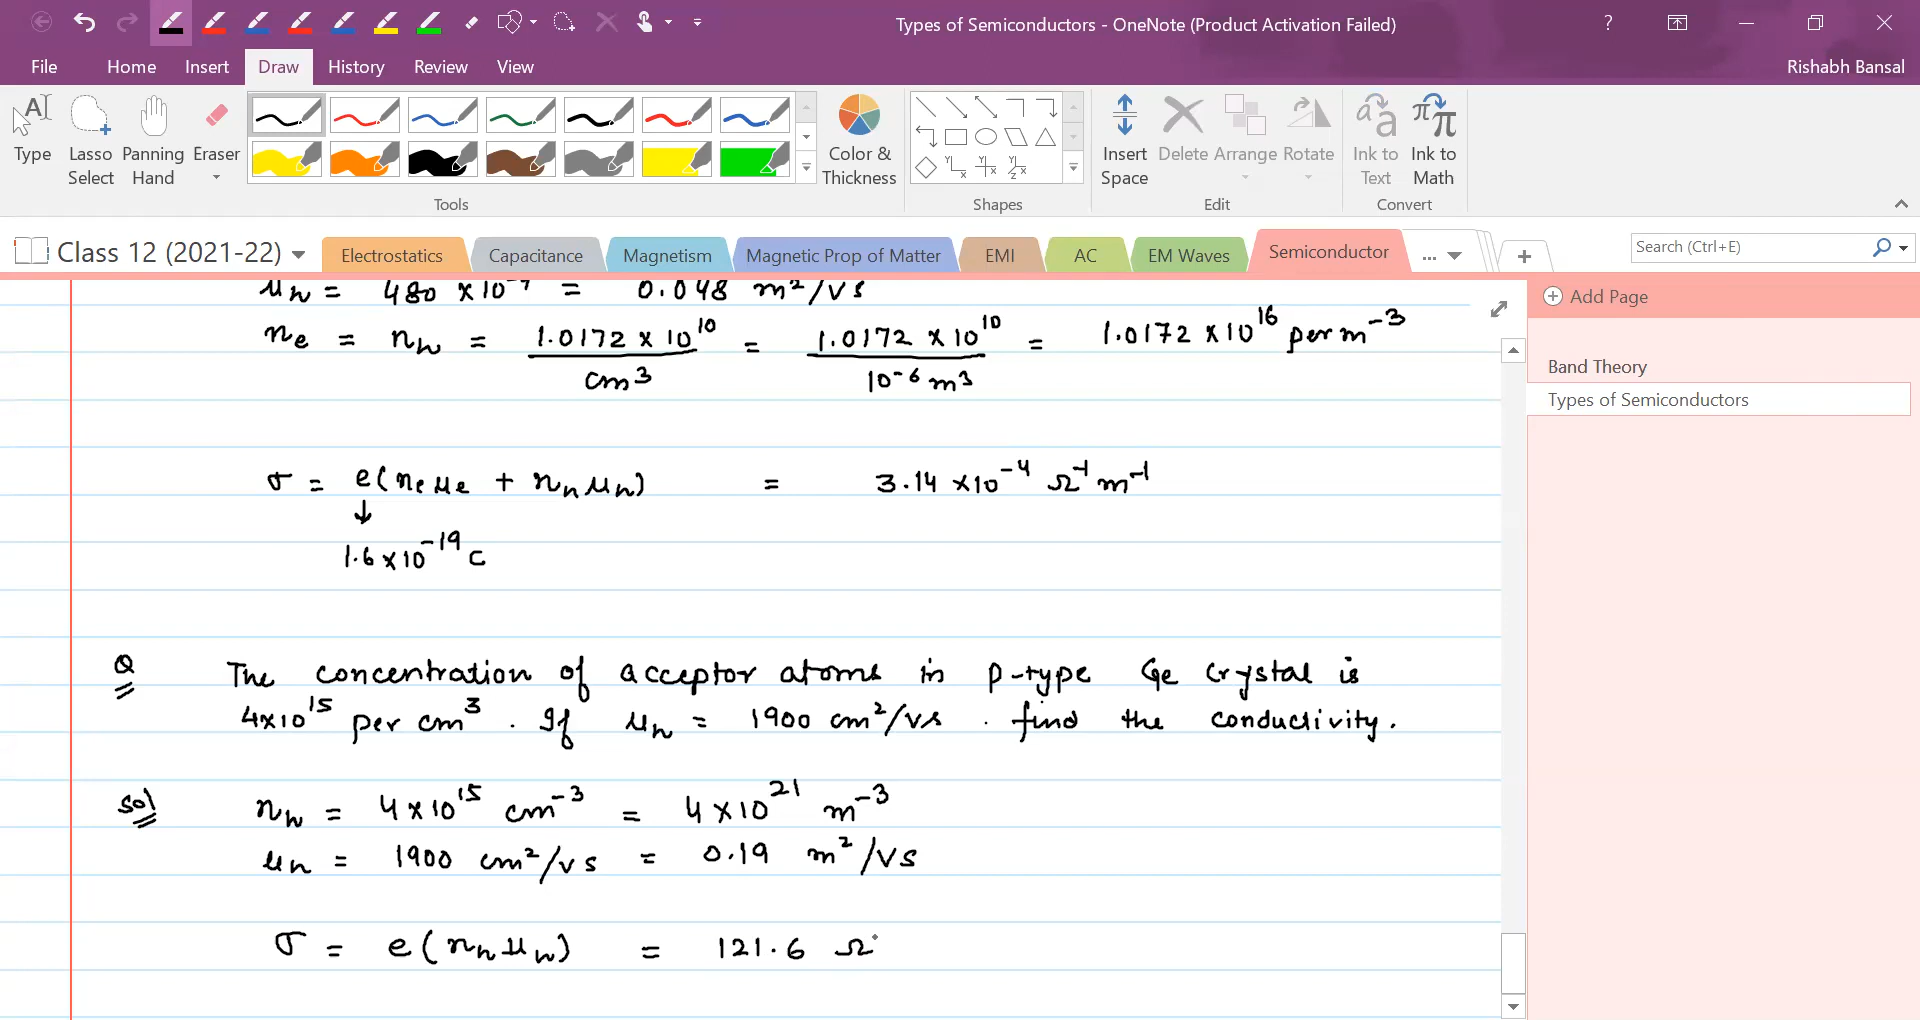 Types of Semiconductors - OneNote (Product Activation Failed)
?
File Home Insert Draw History Review View
Rishabh Bansal
Type
Lasso Select
Panning Hand
Eraser
Color & Thickness
Insert Space
Delete
Arrange
Rotate
Ink to Text
Ink to Math
Tools
Shapes
Edit
Convert
Class 12 (2021-22)
Electrostatics Capacitance Magnetism Magnetic Prop of Matter EMI AC EM Waves Semiconductor ...
Search (Ctrl+E)
Add Page
Band Theory
Types of Semiconductors
μh = 480 × 10⁻⁴ = 0.048 m²/vs
ne = nh = 1.0172 × 10¹⁰ / cm³ = 1.0172 × 10¹⁰ / 10⁻⁶ m³ = 1.0172 × 10¹⁶ per m⁻³
σ = e(neμe + nhμh) = 3.14 × 10⁻⁴ Ω⁻¹ m⁻¹
↓
1.6 × 10⁻¹⁹ C
Q The concentration of acceptor atoms in p-type Ge crystal is
4×10¹⁵ per cm³. If μh = 1900 cm²/vs. find the conductivity.
Sol nh = 4 × 10¹⁵ cm⁻³ = 4 × 10²¹ m⁻³
μh = 1900 cm²/vs = 0.19 m²/vs
σ = e(nhμh) = 121.6 Ω